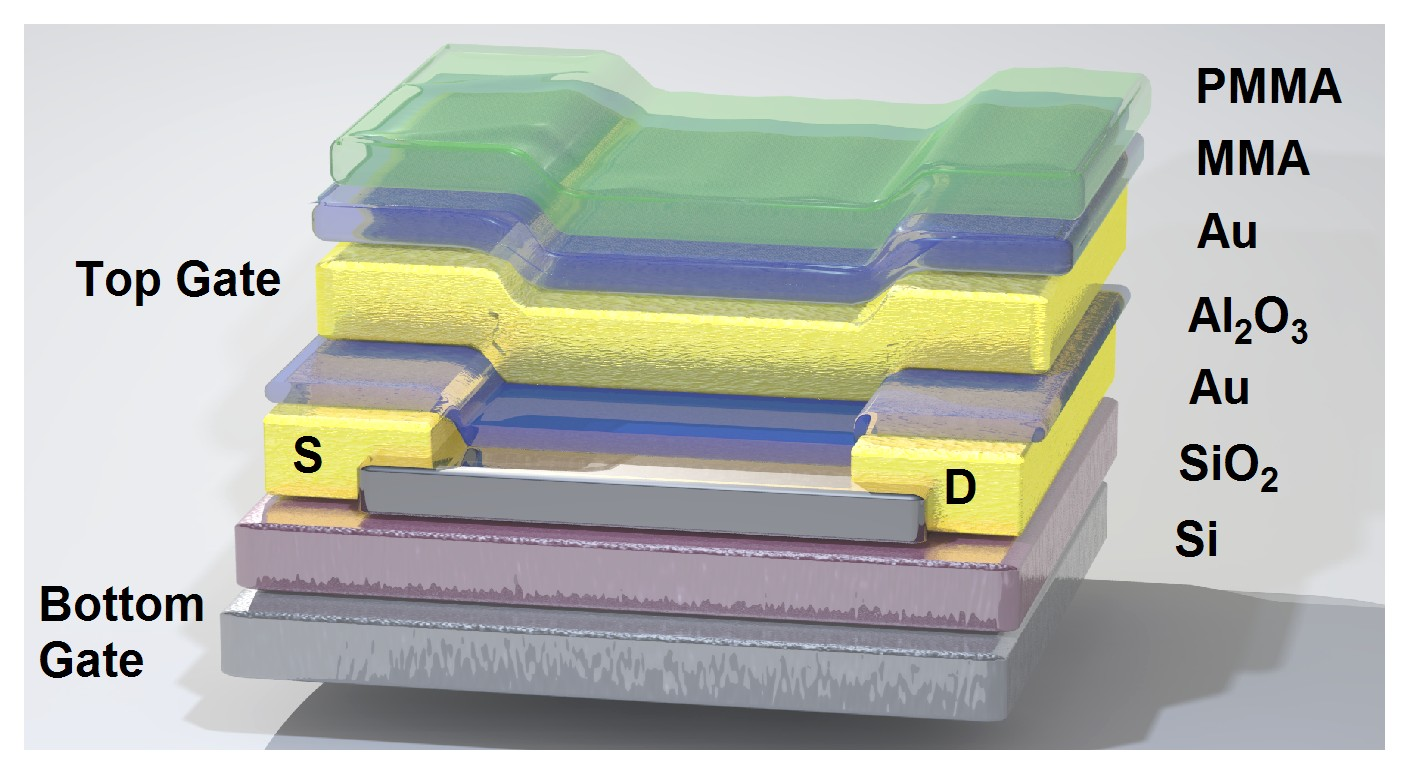 PMMA
MMA
Au
Top Gate
Al₂O₃
Au
S
SiO₂
D
Si
Bottom
Gate